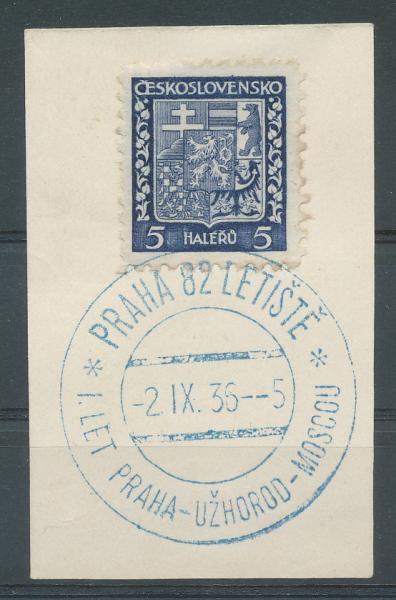 ČESKOSLOVENSKO
5 HALÉŘŮ 5
* PRAHA 82 LETIŠTĚ *
-2.IX.36--5
I LET PRAHA-UŽHOROD-MOSCOU